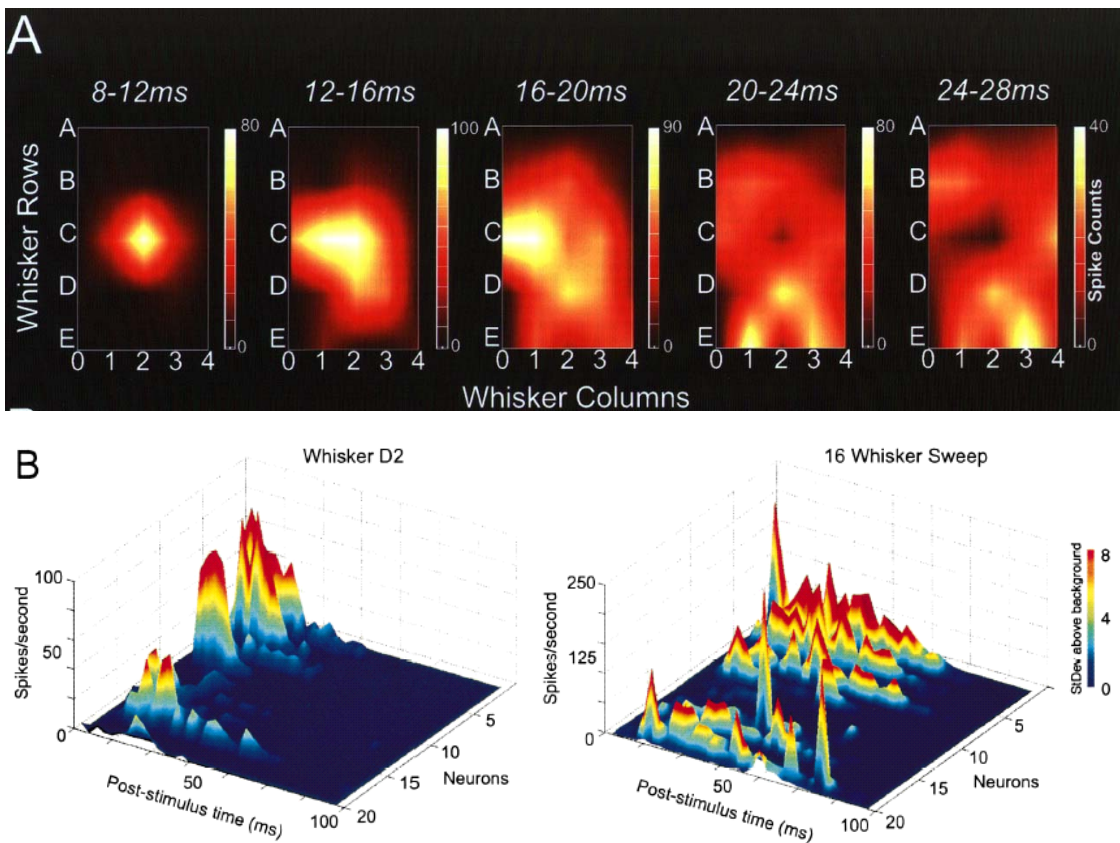 A
8-12ms
12-16ms
16-20ms
20-24ms
24-28ms
Whisker Rows
A
B
C
D
E
0 1 2 3 4
80
0
A
B
C
D
E
0 1 2 3 4
100
0
A
B
C
D
E
0 1 2 3 4
90
0
A
B
C
D
E
0 1 2 3 4
80
0
A
B
C
D
E
0 1 2 3 4
40
0
Spike Counts
Whisker Columns
B
Whisker D2
Spikes/second
100
50
0
Post-stimulus time (ms)
50
100
Neurons
5
10
15
20
16 Whisker Sweep
Spikes/second
250
125
0
Post-stimulus time (ms)
50
100
Neurons
5
10
15
20
StDev above background
8
4
0